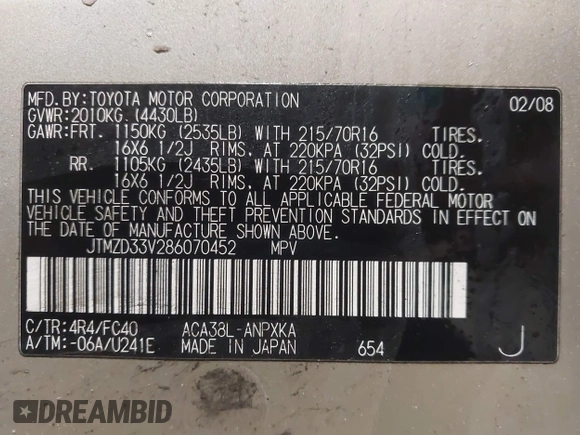 MFD.BY:TOYOTA MOTOR CORPORATION 02/08
GVWR:2010KG.(4430LB)
GAWR:FRT. 1150KG (2535LB) WITH 215/70R16 TIRES.
16X6 1/2J RIMS, AT 220KPA (32PSI) COLD.
RR. 1105KG (2435LB) WITH 215/70R16 TIRES.
16X6 1/2J RIMS, AT 220KPA (32PSI) COLD.
THIS VEHICLE CONFORMS TO ALL APPLICABLE FEDERAL MOTOR
VEHICLE SAFETY AND THEFT PREVENTION STANDARDS IN EFFECT ON
THE DATE OF MANUFACTURE SHOWN ABOVE.
JTMZD33V286070452 MPV
C/TR:4R4/FC40 ACA38L-ANPXKA
A/TM:-06A/U241E MADE IN JAPAN 654 J
DREAMBID